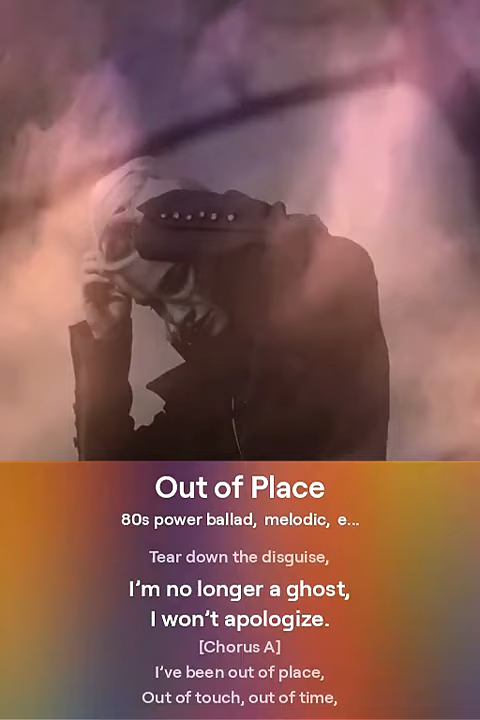 Out of Place
80s power ballad, melodic, e...
Tear down the disguise,
I'm no longer a ghost,
I won't apologize.
[Chorus A]
I've been out of place,
Out of touch, out of time,